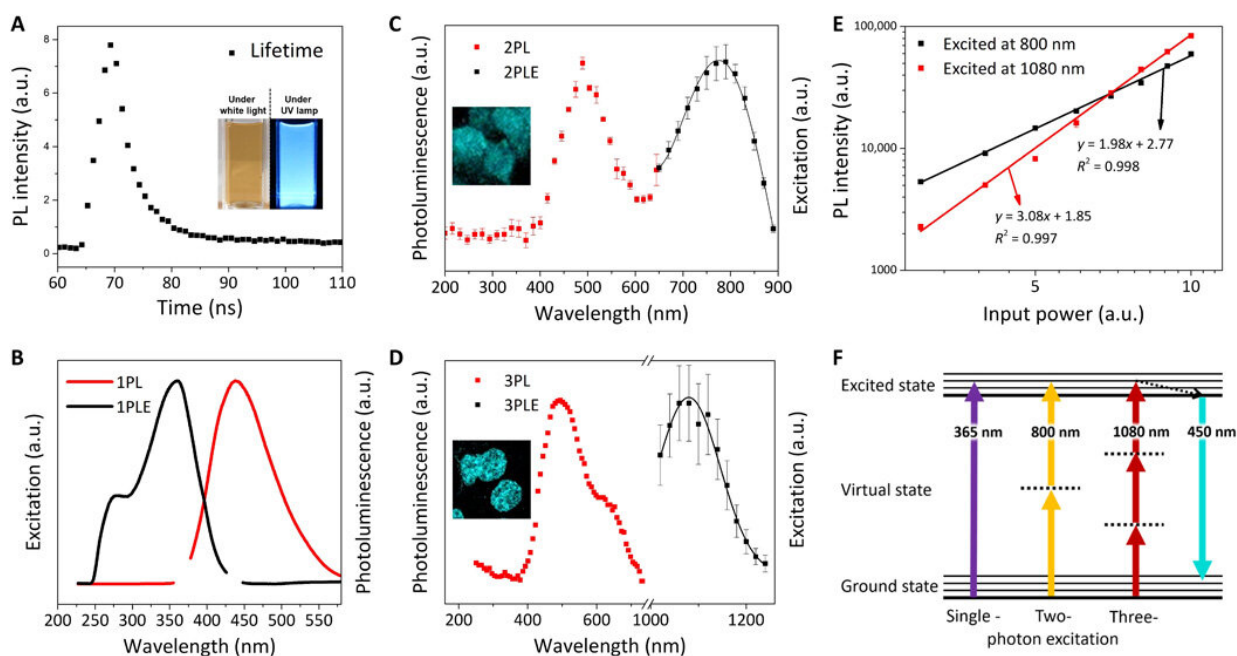 A
PL intensity (a.u.)
8
6
4
2
0
Lifetime
Under
white light
Under
UV lamp
60 70 80 90 100 110
Time (ns)
B
Excitation (a.u.)
1PL
1PLE
Photoluminescence (a.u.)
200 250 300 350 400 450 500 550
Wavelength (nm)
C
Photoluminescence (a.u.)
2PL
2PLE
Excitation (a.u.)
200 300 400 500 600 700 800 900
Wavelength (nm)
D
Photoluminescence (a.u.)
3PL
3PLE
Excitation (a.u.)
200 400 600 1000 1200
Wavelength (nm)
E
PL intensity (a.u.)
100,000
10,000
1000
Excited at 800 nm
Excited at 1080 nm
y = 1.98x + 2.77
R² = 0.998
y = 3.08x + 1.85
R² = 0.997
5 10
Input power (a.u.)
F
Excited state
365 nm 800 nm 1080 nm 450 nm
Virtual state
Ground state
Single - Two- Three-
photon excitation